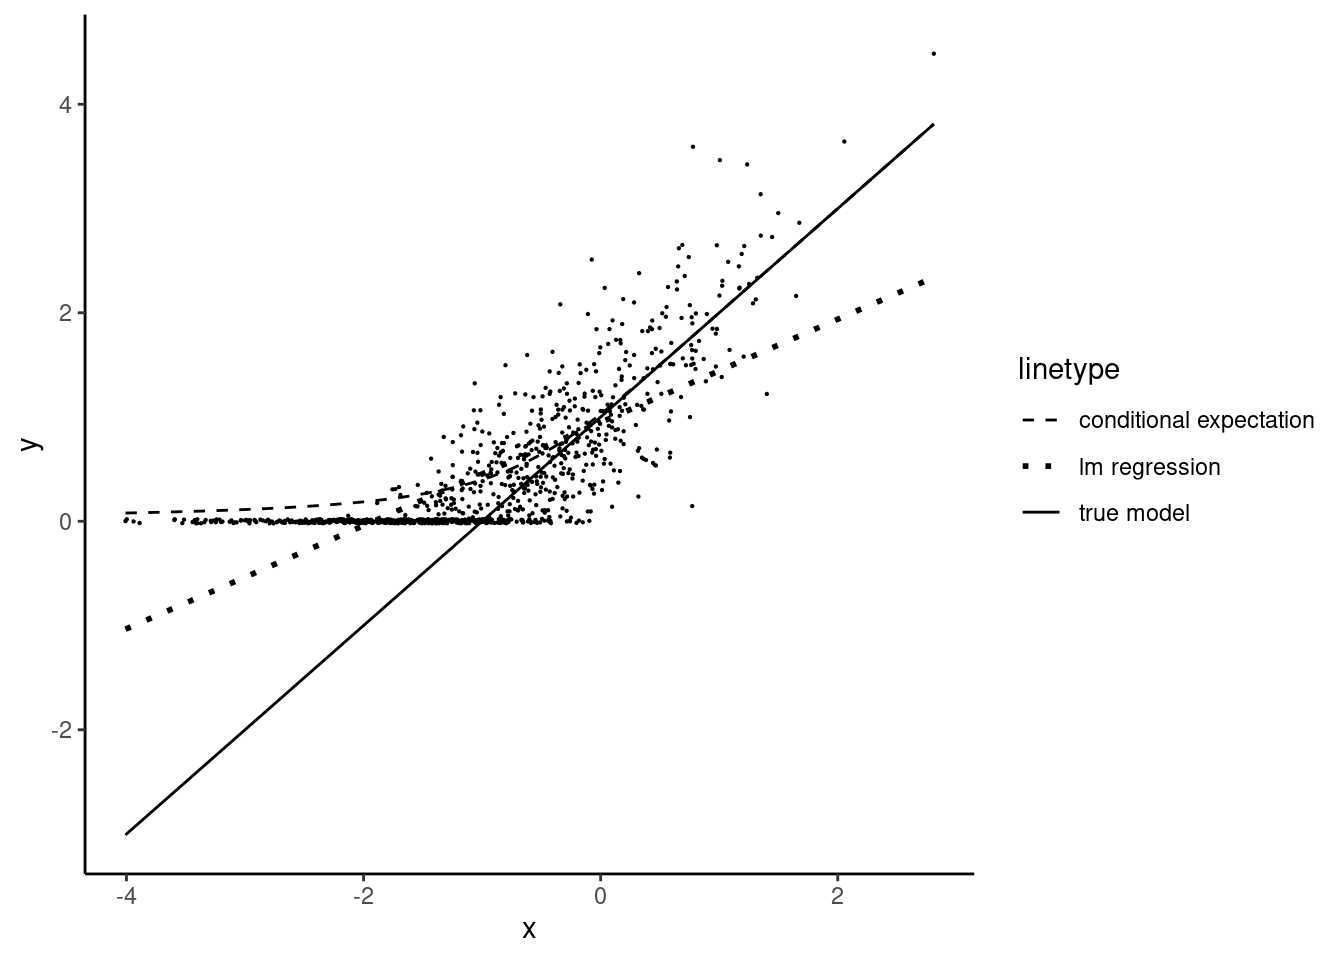 4
2
0
-2
y
-4
-2
0
2
x
linetype
conditional expectation
lm regression
true model